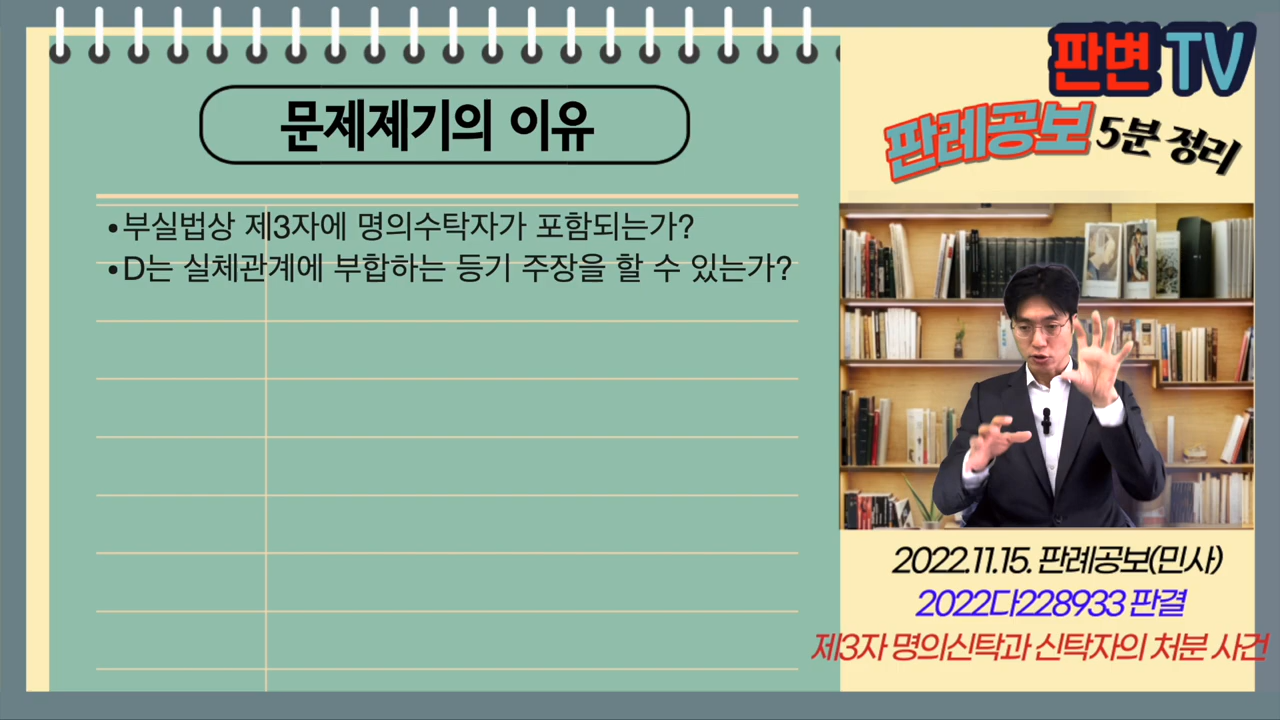 문제제기의 이유
•부실법상 제3자에 명의수탁자가 포함되는가?
•D는 실체관계에 부합하는 등기 주장을 할 수 있는가?
판변 TV
판례공보 5분 정리
2022.11.15. 판례공보(민사)
2022다228933 판결
제3자 명의신탁과 신탁자의 처분 사건